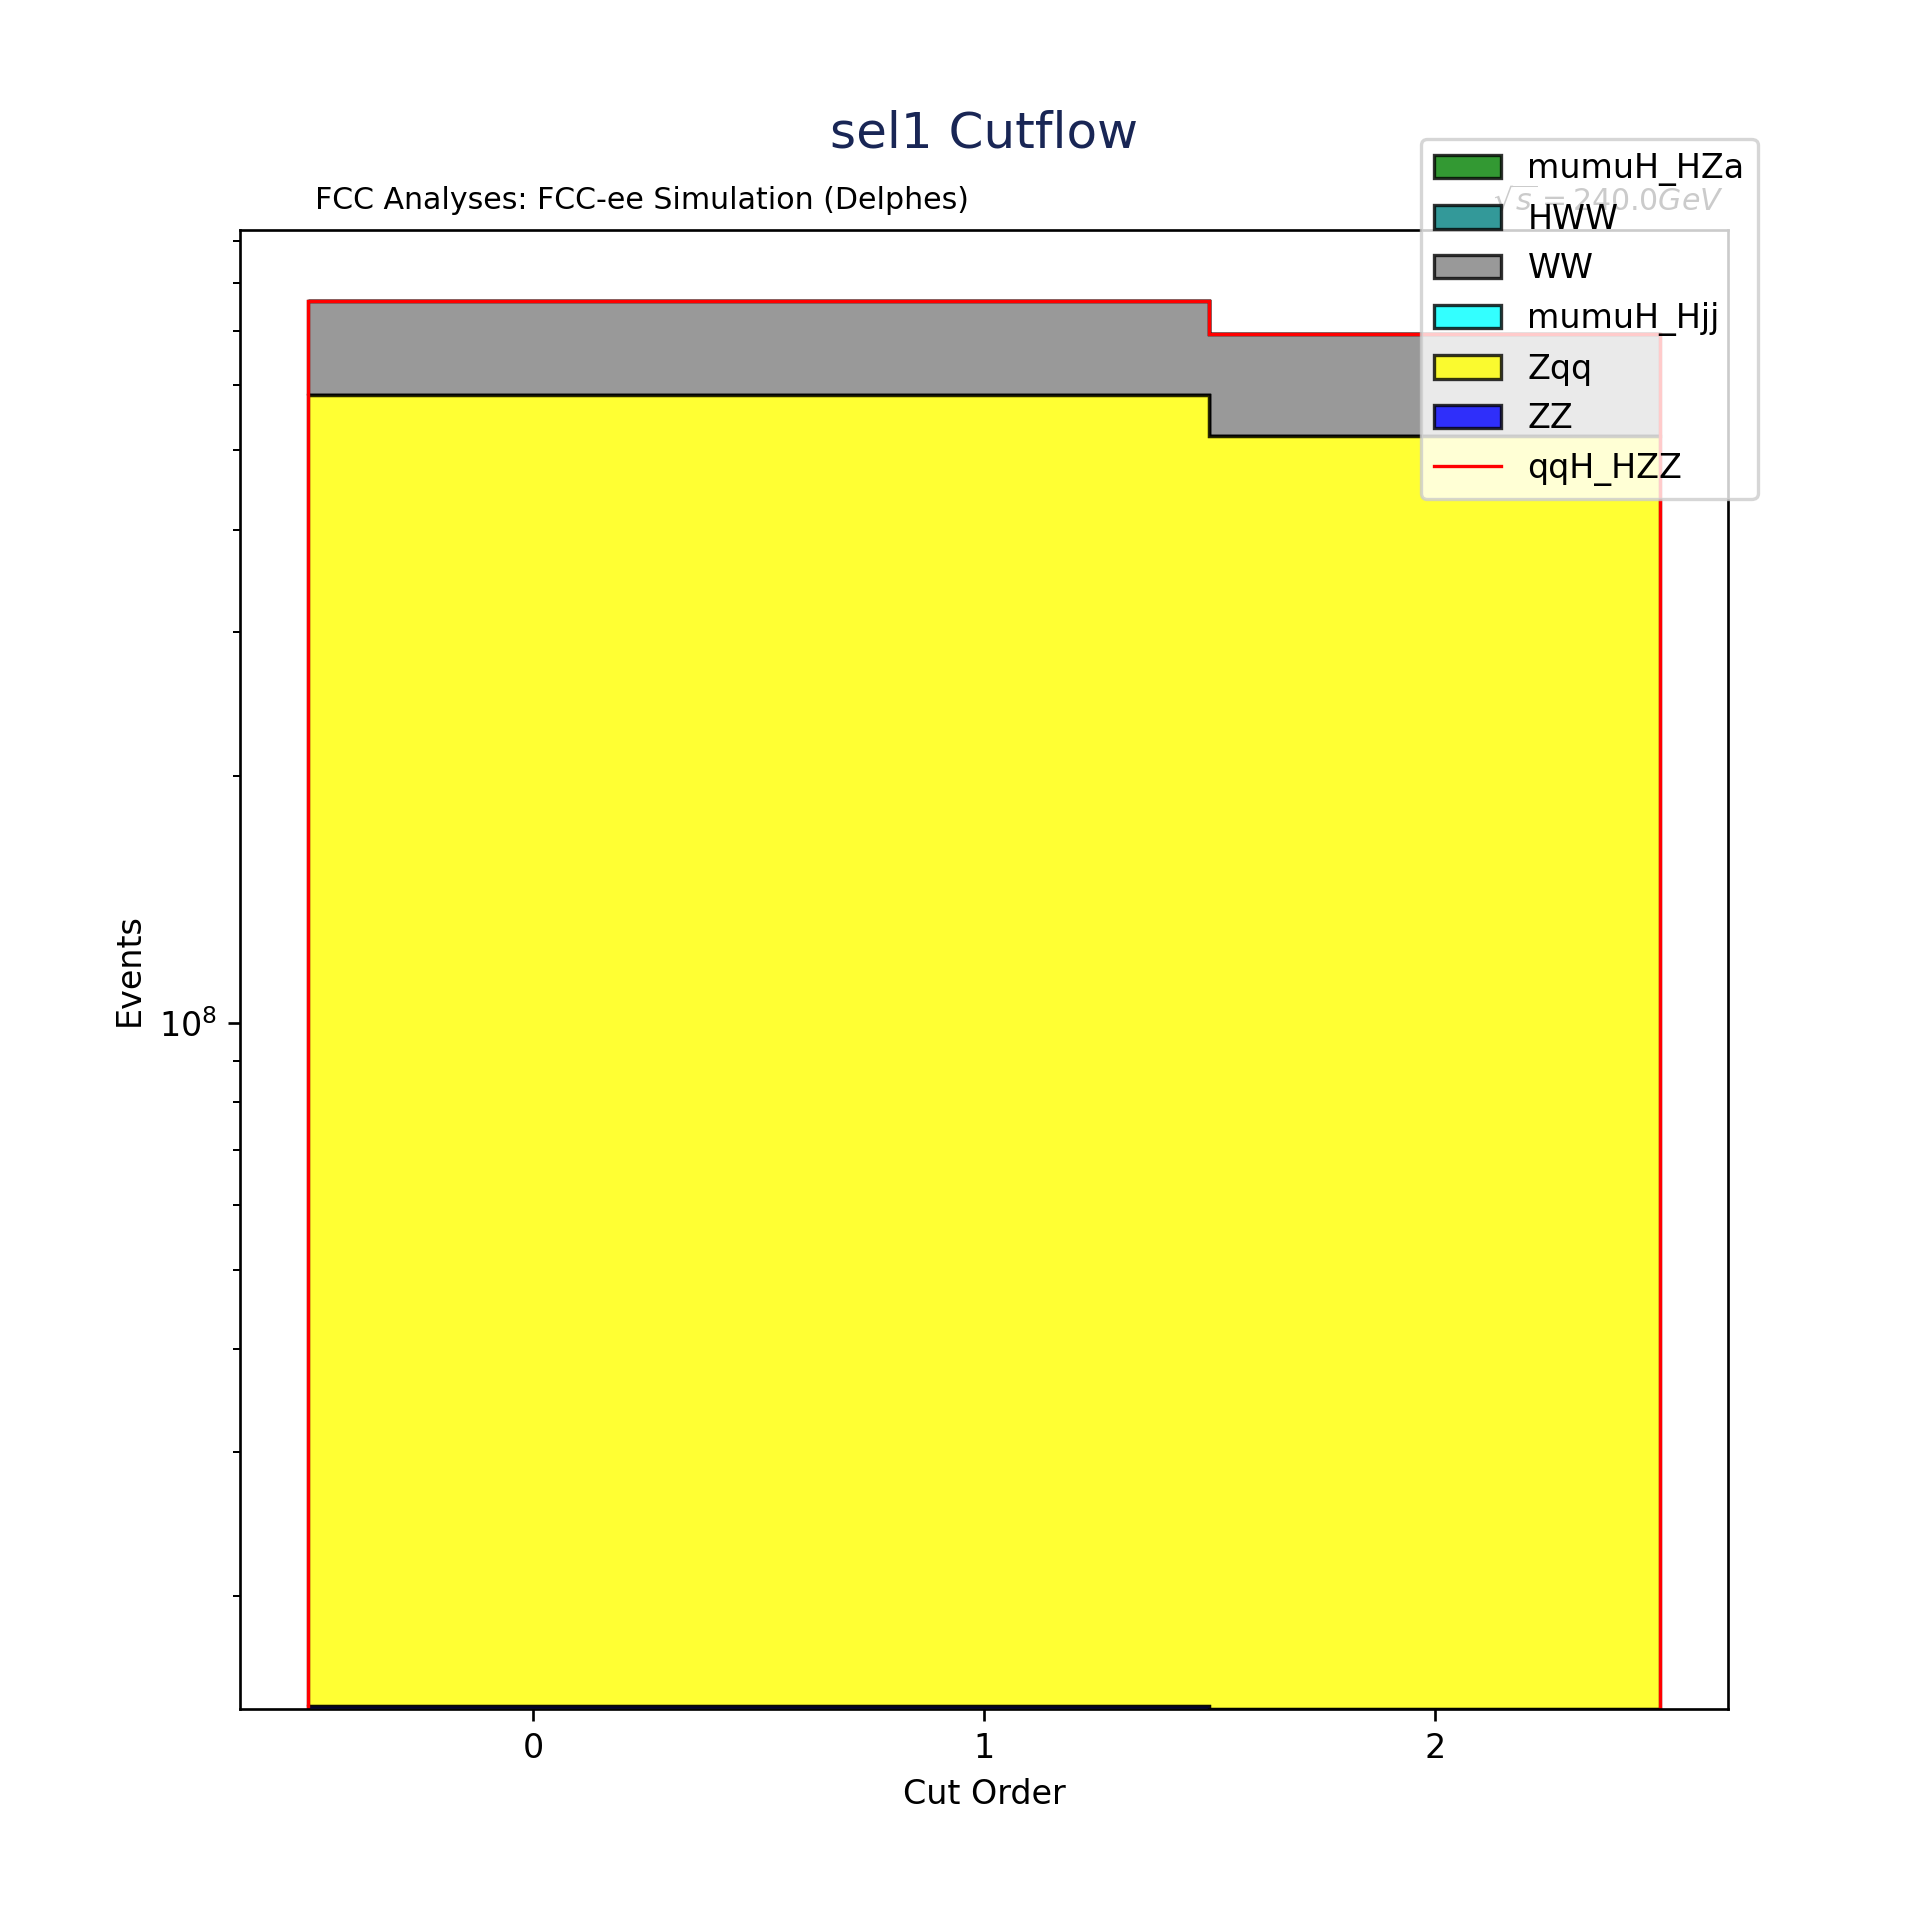 sel1 Cutflow
FCC Analyses: FCC-ee Simulation (Delphes)
√s = 240.0GeV
mumuH_HZa
HWW
WW
mumuH_Hjj
Zqq
ZZ
qqH_HZZ
Events
10⁸
0 1 2
Cut Order